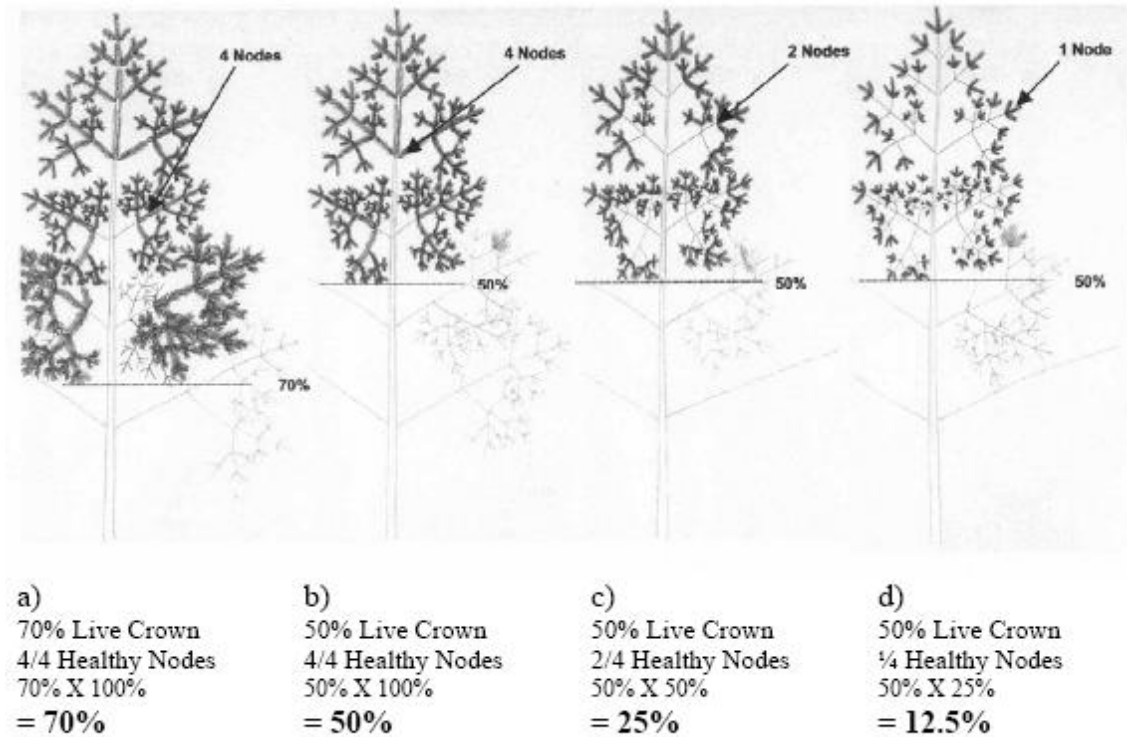 4 Nodes
4 Nodes
2 Nodes
1 Node
50%
50%
50%
70%
a)
70% Live Crown
4/4 Healthy Nodes
70% X 100%
= 70%
b)
50% Live Crown
4/4 Healthy Nodes
50% X 100%
= 50%
c)
50% Live Crown
2/4 Healthy Nodes
50% X 50%
= 25%
d)
50% Live Crown
¼ Healthy Nodes
50% X 25%
= 12.5%